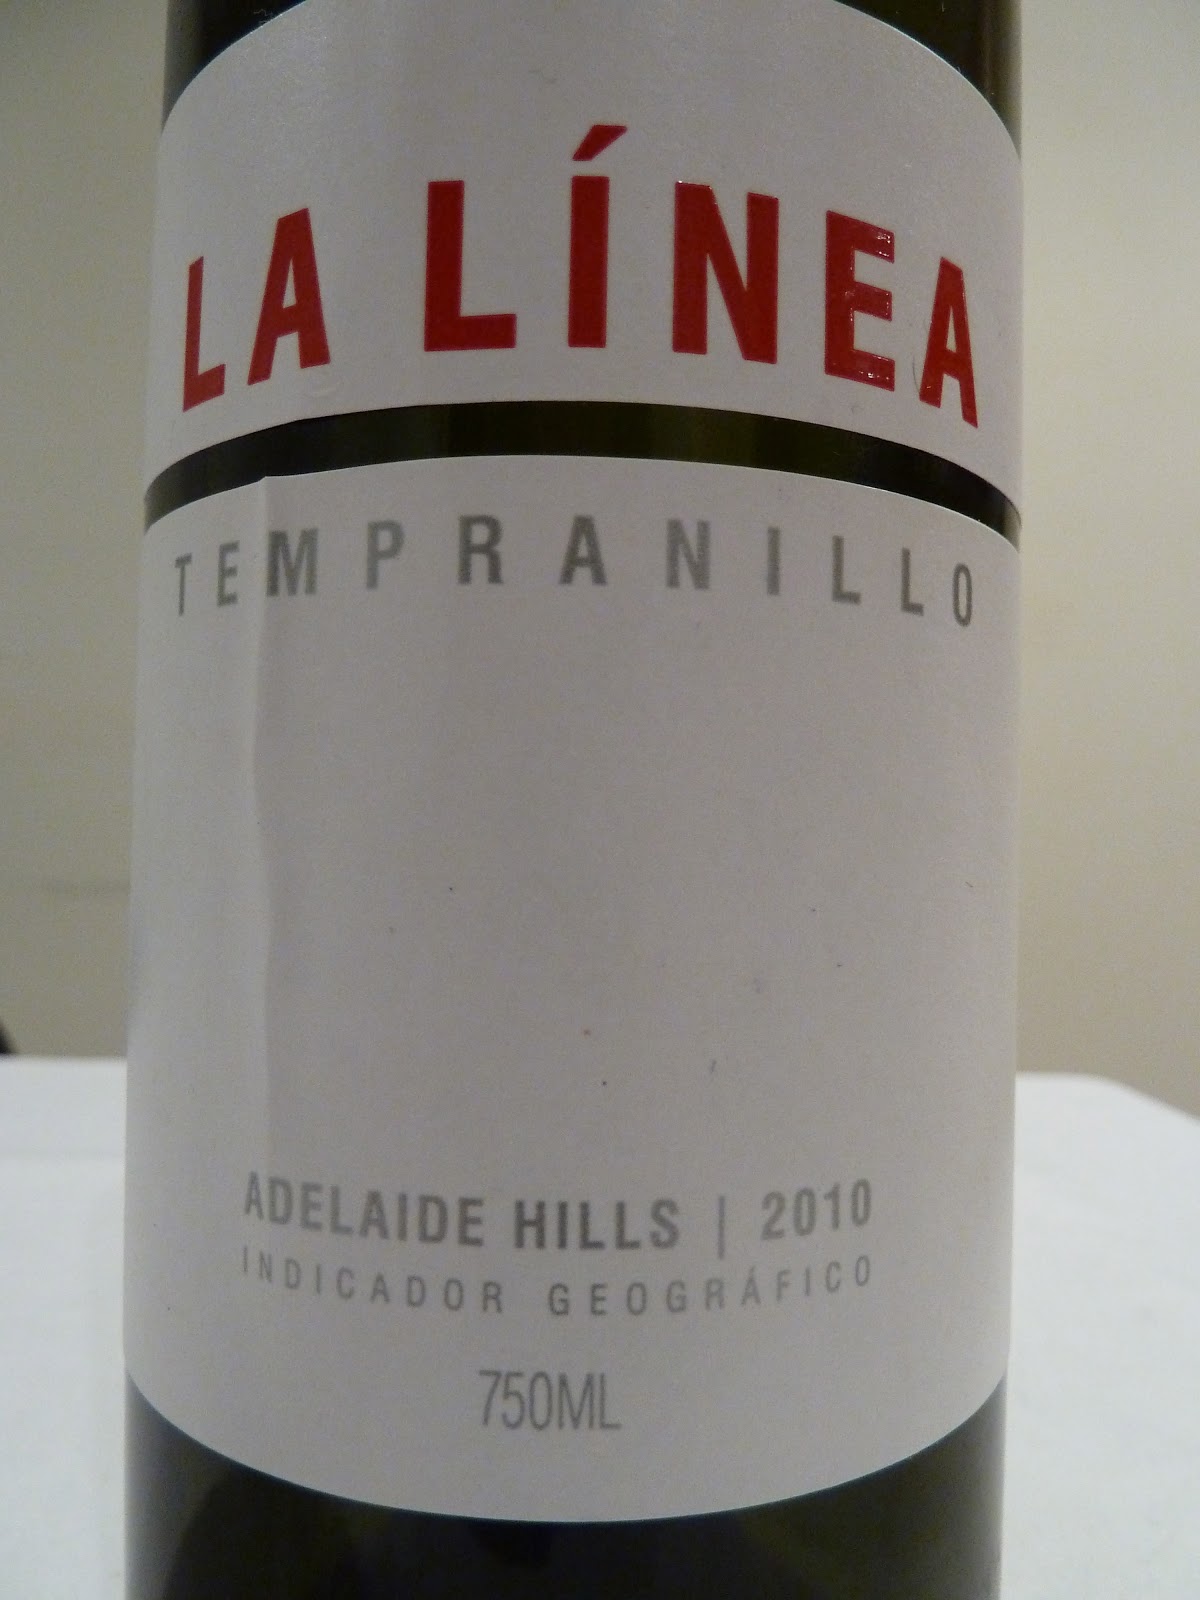 LA LÍNEA
TEMPRANILLO
ADELAIDE HILLS | 2010
INDICADOR GEOGRÁFICO
750ML